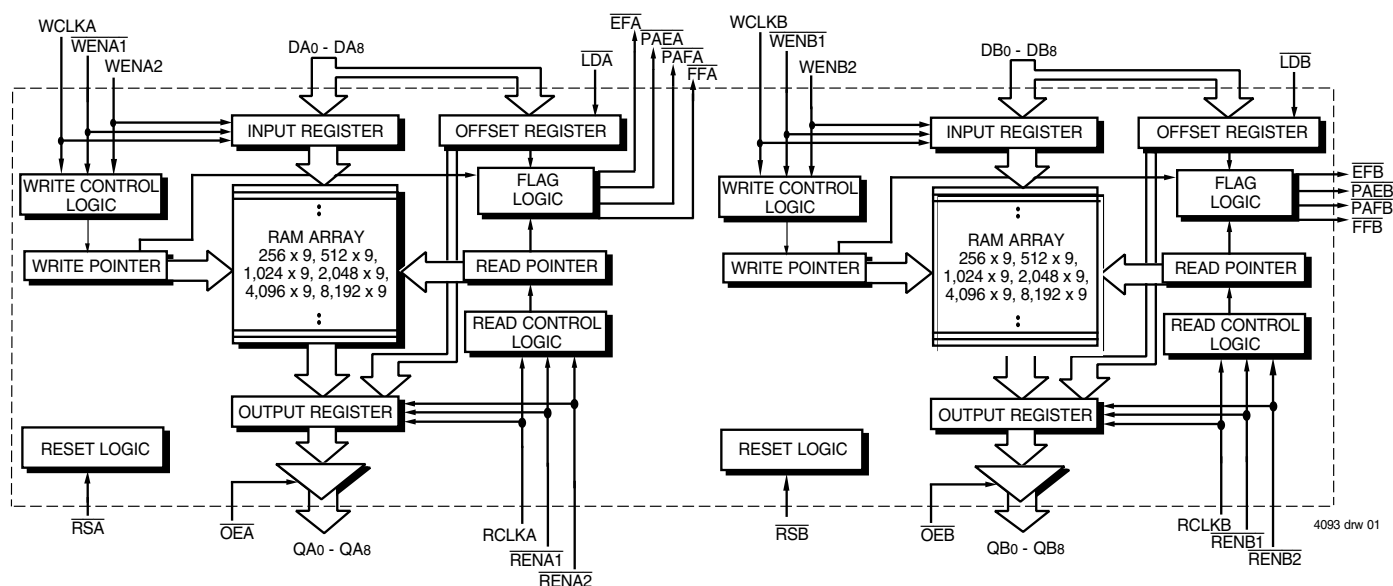 WCLKA
WENA1
WENA2
DA0 - DA8
LDA
EFA
PAEA
PAFA
FFA
INPUT REGISTER
OFFSET REGISTER
WRITE CONTROL
LOGIC
FLAG
LOGIC
WRITE POINTER
RAM ARRAY
256 x 9, 512 x 9,
1,024 x 9, 2,048 x 9,
4,096 x 9, 8,192 x 9
READ POINTER
READ CONTROL
LOGIC
OUTPUT REGISTER
RESET LOGIC
RSA
OEA
QA0 - QA8
RCLKA
RENA1
RENA2
WCLKB
WENB1
WENB2
DB0 - DB8
LDB
INPUT REGISTER
OFFSET REGISTER
WRITE CONTROL
LOGIC
FLAG
LOGIC
EFB
PAEB
PAFB
FFB
WRITE POINTER
RAM ARRAY
256 x 9, 512 x 9,
1,024 x 9, 2,048 x 9,
4,096 x 9, 8,192 x 9
READ POINTER
READ CONTROL
LOGIC
OUTPUT REGISTER
RESET LOGIC
RSB
OEB
QB0 - QB8
RCLKB
RENB1
RENB2
4093 drw 01